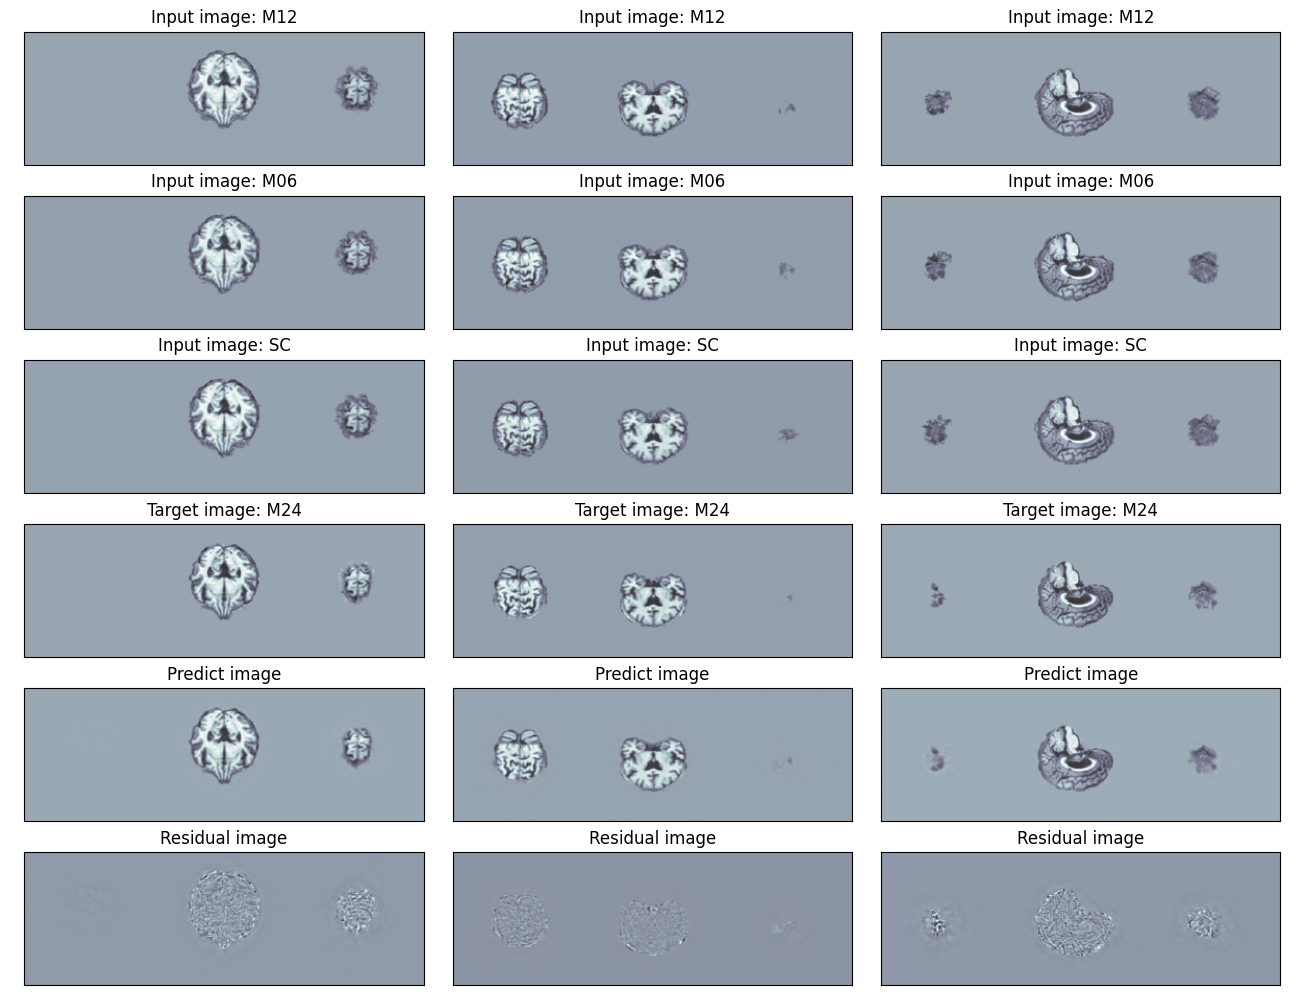 Input image: M12 Input image: M12 Input image: M12
Input image: M06 Input image: M06 Input image: M06
Input image: SC Input image: SC Input image: SC
Target image: M24 Target image: M24 Target image: M24
Predict image Predict image Predict image
Residual image Residual image Residual image